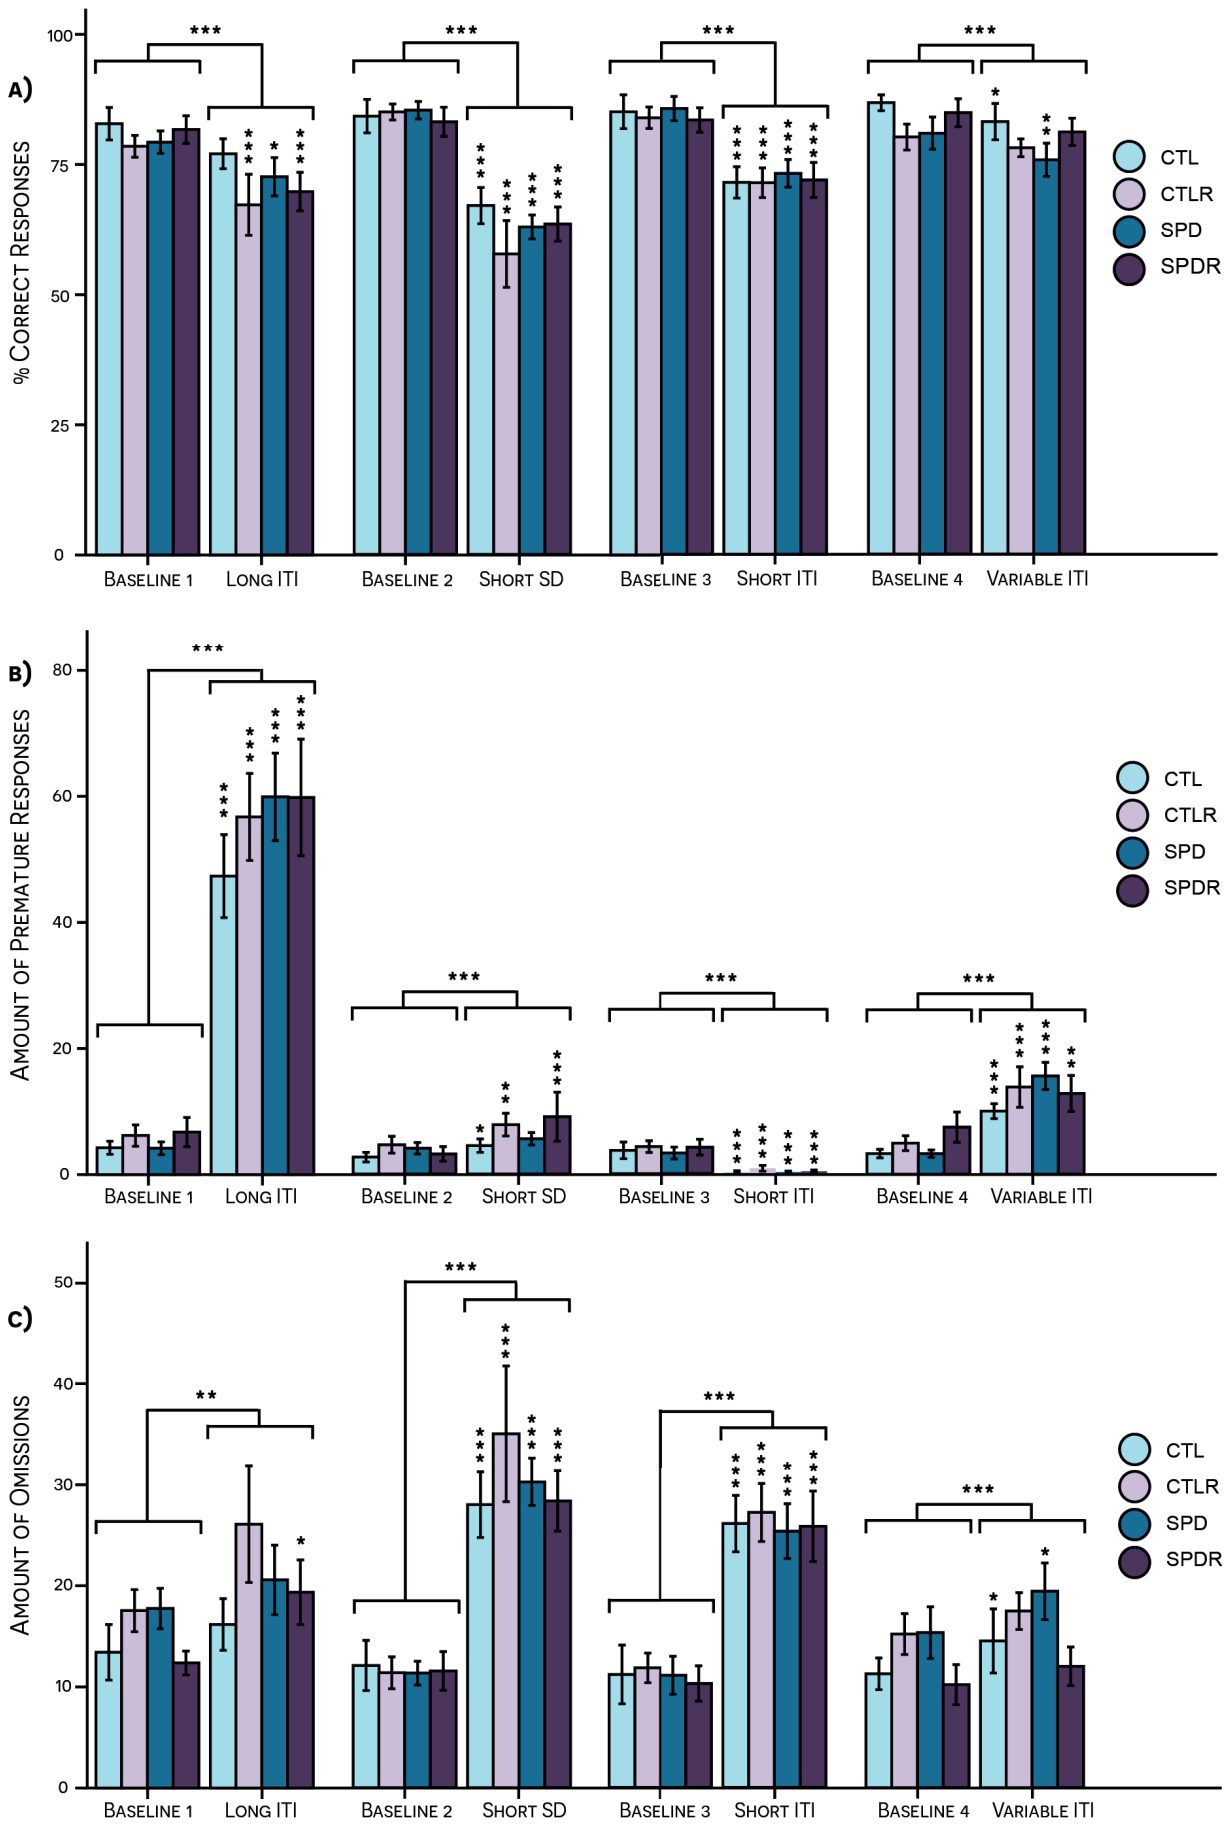 A)
% CORRECT RESPONSES
100
75
50
25
0
*** *** *** ***
*** * *** *** *** *** *** *** *** *** *** * **
BASELINE 1 LONG ITI BASELINE 2 SHORT SD BASELINE 3 SHORT ITI BASELINE 4 VARIABLE ITI
CTL
CTLR
SPD
SPDR
B)
AMOUNT OF PREMATURE RESPONSES
80
60
40
20
0
*** *** *** ***
*** *** *** *** * ** *** *** *** *** *** *** *** *** **
BASELINE 1 LONG ITI BASELINE 2 SHORT SD BASELINE 3 SHORT ITI BASELINE 4 VARIABLE ITI
CTL
CTLR
SPD
SPDR
C)
AMOUNT OF OMISSIONS
50
40
30
20
10
0
** *** *** ***
* *** *** *** *** *** *** *** *** * *
BASELINE 1 LONG ITI BASELINE 2 SHORT SD BASELINE 3 SHORT ITI BASELINE 4 VARIABLE ITI
CTL
CTLR
SPD
SPDR